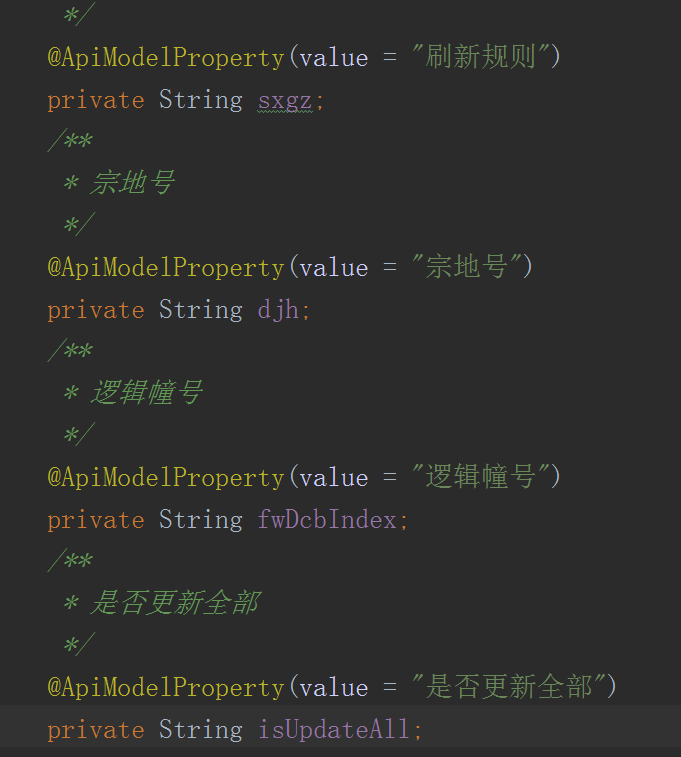 */
@ApiModelProperty(value = "刷新规则")
private String sxgz;
/**
* 宗地号
*/
@ApiModelProperty(value = "宗地号")
private String djh;
/**
* 逻辑幢号
*/
@ApiModelProperty(value = "逻辑幢号")
private String fwDcbIndex;
/**
* 是否更新全部
*/
@ApiModelProperty(value = "是否更新全部")
private String isUpdateAll;